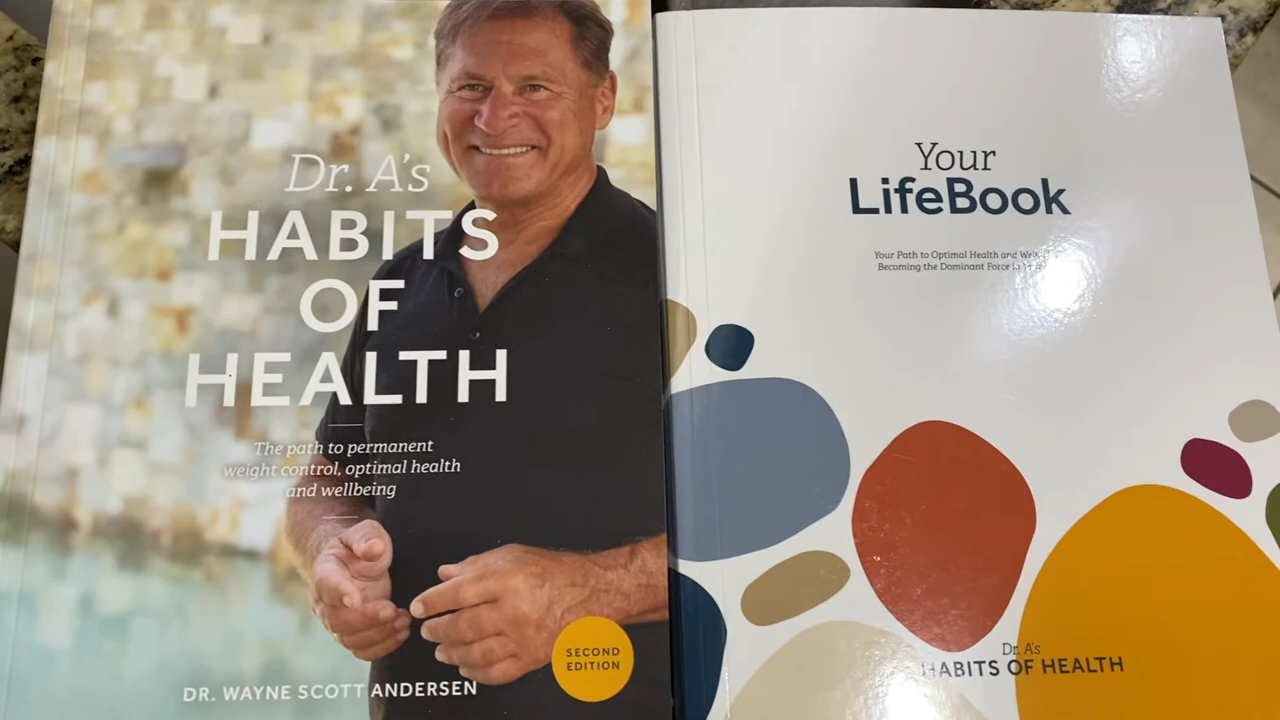 Dr. A's
HABITS
OF
HEALTH
The path to permanent
weight control, optimal health
and wellbeing
SECOND
EDITION
DR. WAYNE SCOTT ANDERSEN
Your
LifeBook
Your Path to Optimal Health and
Becoming the Dominant Force in
Dr. A's
HABITS OF HEALTH